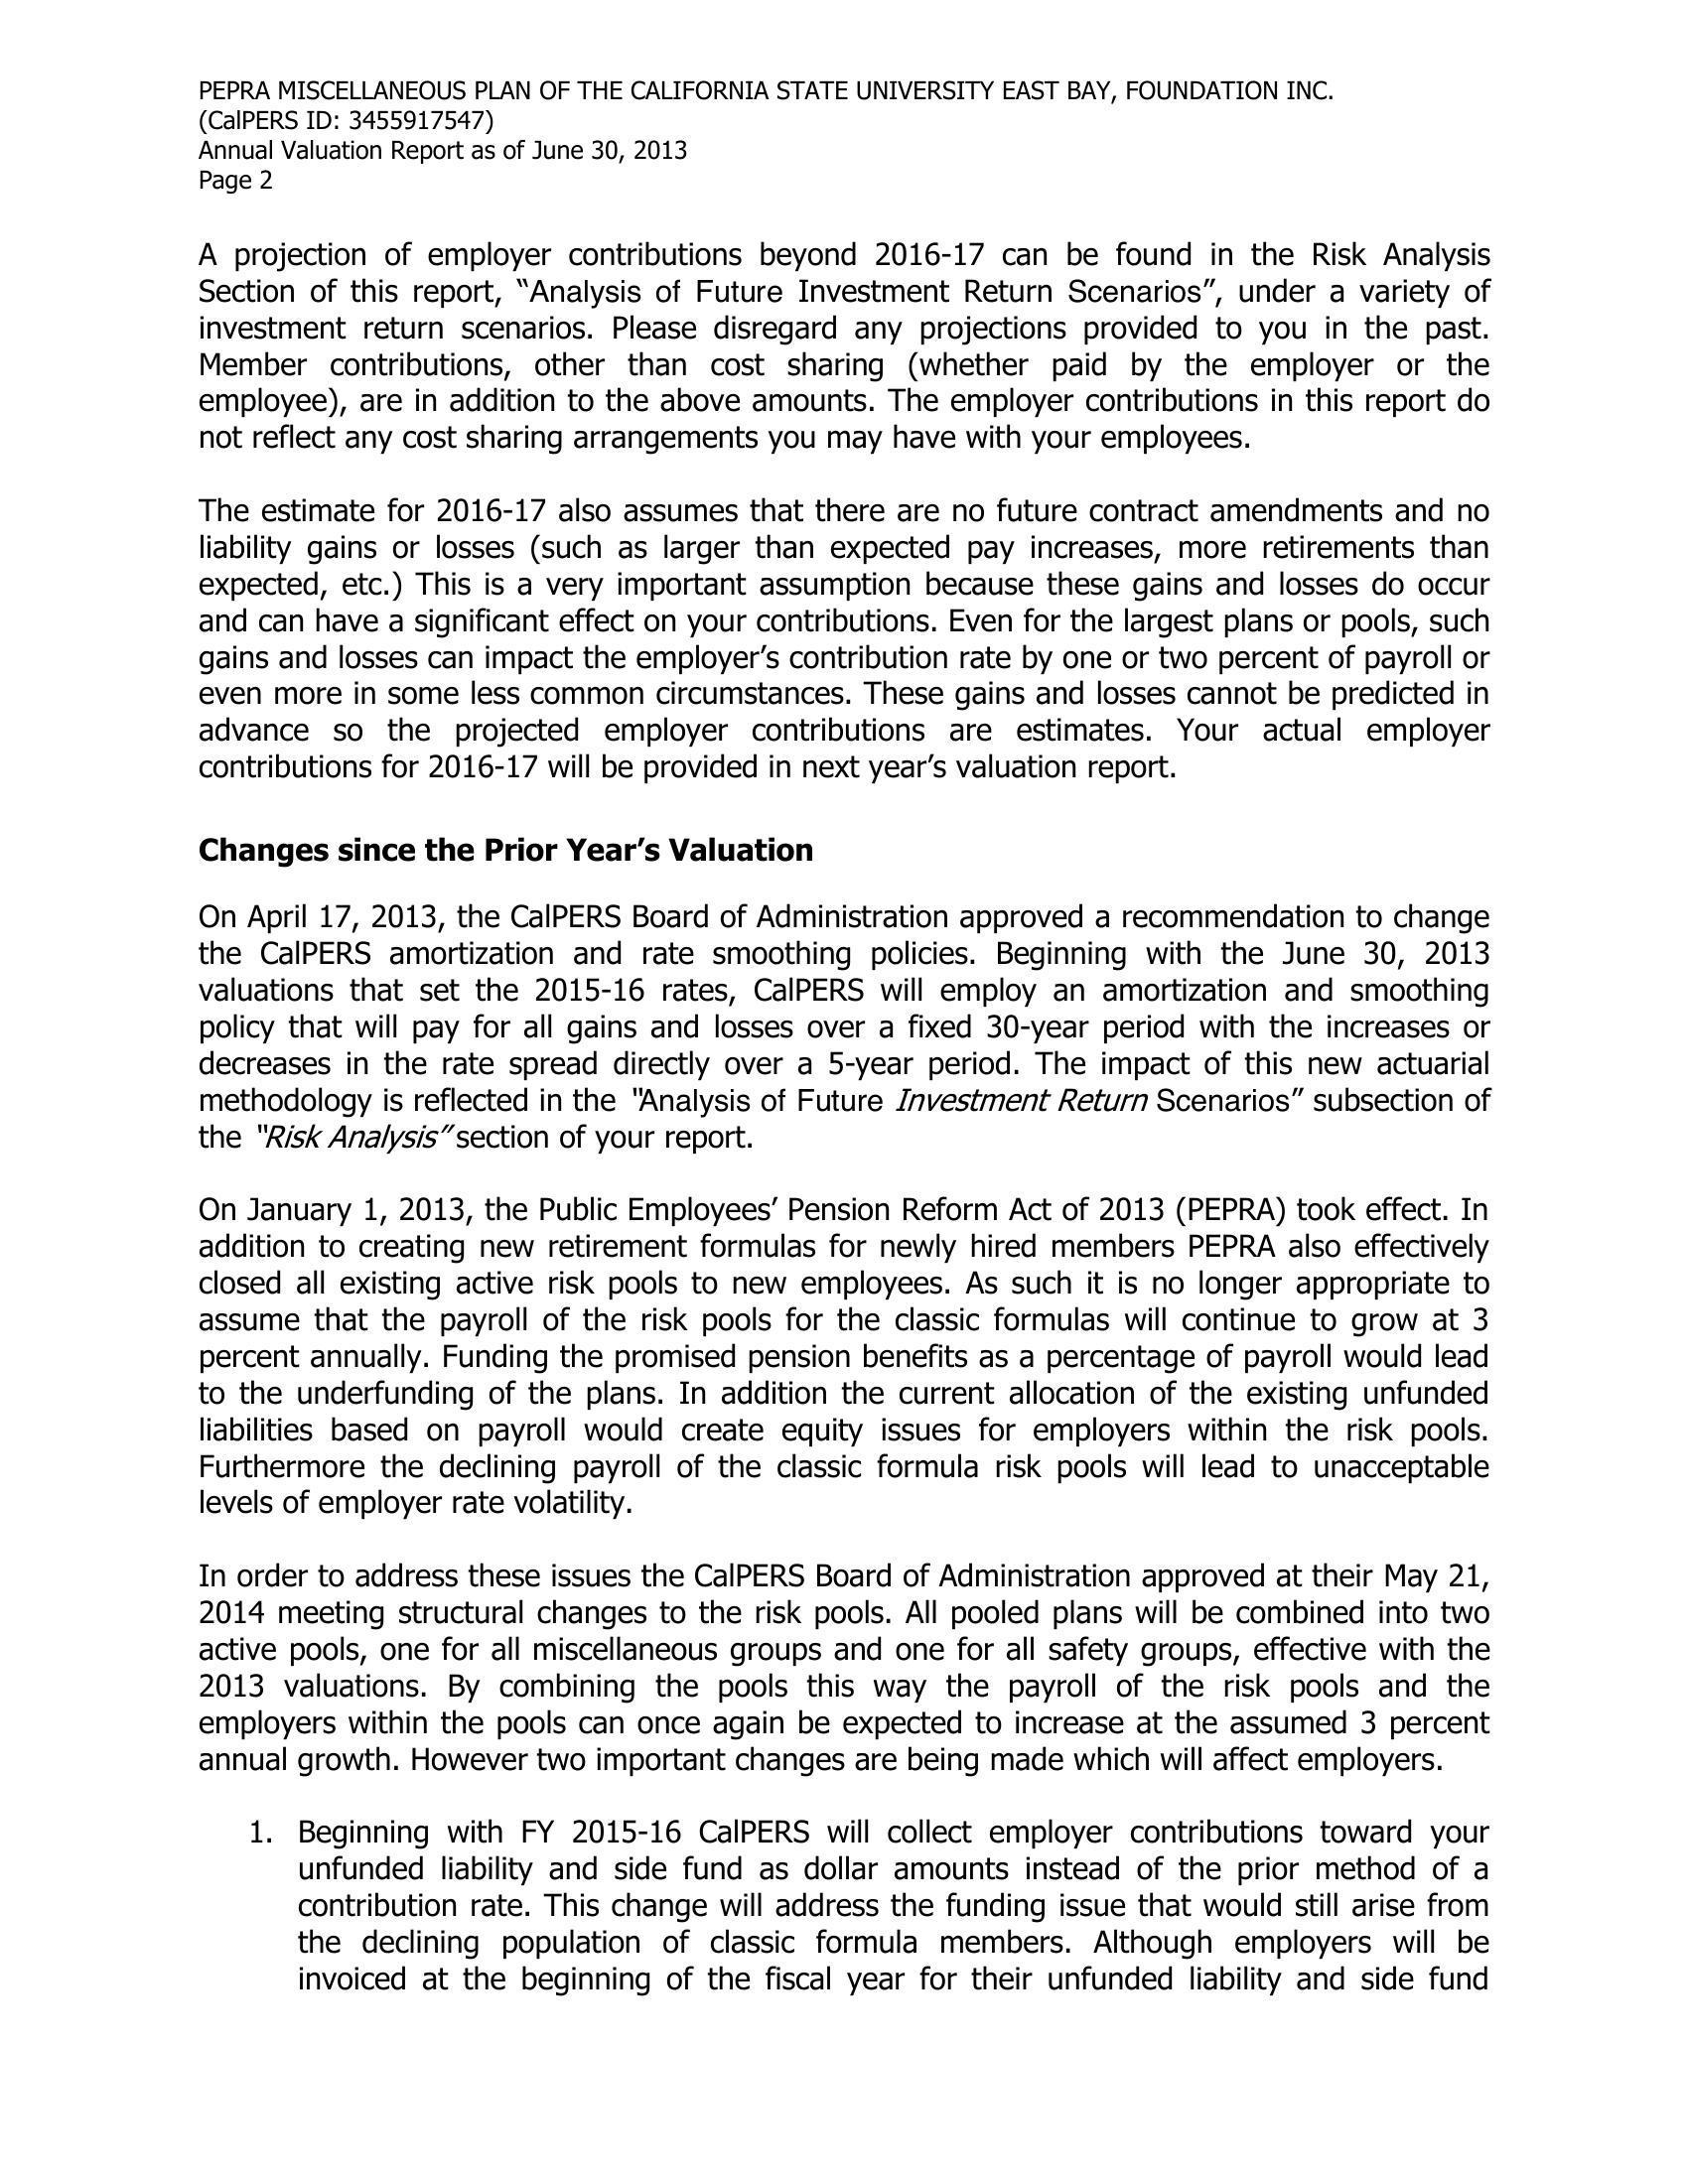 PEPRA MISCELLANEOUS PLAN OF THE CALIFORNIA STATE UNIVERSITY EAST BAY, FOUNDATION INC.
(CalPERS ID: 3455917547)
Annual Valuation Report as of June 30, 2013
Page 2
A projection of employer contributions beyond 2016-17 can be found in the Risk Analysis
Section of this report, “Analysis of Future Investment Return Scenarios”, under a variety of
investment return scenarios. Please disregard any projections provided to you in the past.
Member contributions, other than cost sharing (whether paid by the employer or the
employee), are in addition to the above amounts. The employer contributions in this report do
not reflect any cost sharing arrangements you may have with your employees.
The estimate for 2016-17 also assumes that there are no future contract amendments and no
liability gains or losses (such as larger than expected pay increases, more retirements than
expected, etc.) This is a very important assumption because these gains and losses do occur
and can have a significant effect on your contributions. Even for the largest plans or pools, such
gains and losses can impact the employer’s contribution rate by one or two percent of payroll or
even more in some less common circumstances. These gains and losses cannot be predicted in
advance so the projected employer contributions are estimates. Your actual employer
contributions for 2016-17 will be provided in next year’s valuation report.
Changes since the Prior Year’s Valuation
On April 17, 2013, the CalPERS Board of Administration approved a recommendation to change
the CalPERS amortization and rate smoothing policies. Beginning with the June 30, 2013
valuations that set the 2015-16 rates, CalPERS will employ an amortization and smoothing
policy that will pay for all gains and losses over a fixed 30-year period with the increases or
decreases in the rate spread directly over a 5-year period. The impact of this new actuarial
methodology is reflected in the “Analysis of Future Investment Return Scenarios” subsection of
the “Risk Analysis” section of your report.
On January 1, 2013, the Public Employees’ Pension Reform Act of 2013 (PEPRA) took effect. In
addition to creating new retirement formulas for newly hired members PEPRA also effectively
closed all existing active risk pools to new employees. As such it is no longer appropriate to
assume that the payroll of the risk pools for the classic formulas will continue to grow at 3
percent annually. Funding the promised pension benefits as a percentage of payroll would lead
to the underfunding of the plans. In addition the current allocation of the existing unfunded
liabilities based on payroll would create equity issues for employers within the risk pools.
Furthermore the declining payroll of the classic formula risk pools will lead to unacceptable
levels of employer rate volatility.
In order to address these issues the CalPERS Board of Administration approved at their May 21,
2014 meeting structural changes to the risk pools. All pooled plans will be combined into two
active pools, one for all miscellaneous groups and one for all safety groups, effective with the
2013 valuations. By combining the pools this way the payroll of the risk pools and the
employers within the pools can once again be expected to increase at the assumed 3 percent
annual growth. However two important changes are being made which will affect employers.
1. Beginning with FY 2015-16 CalPERS will collect employer contributions toward your
unfunded liability and side fund as dollar amounts instead of the prior method of a
contribution rate. This change will address the funding issue that would still arise from
the declining population of classic formula members. Although employers will be
invoiced at the beginning of the fiscal year for their unfunded liability and side fund